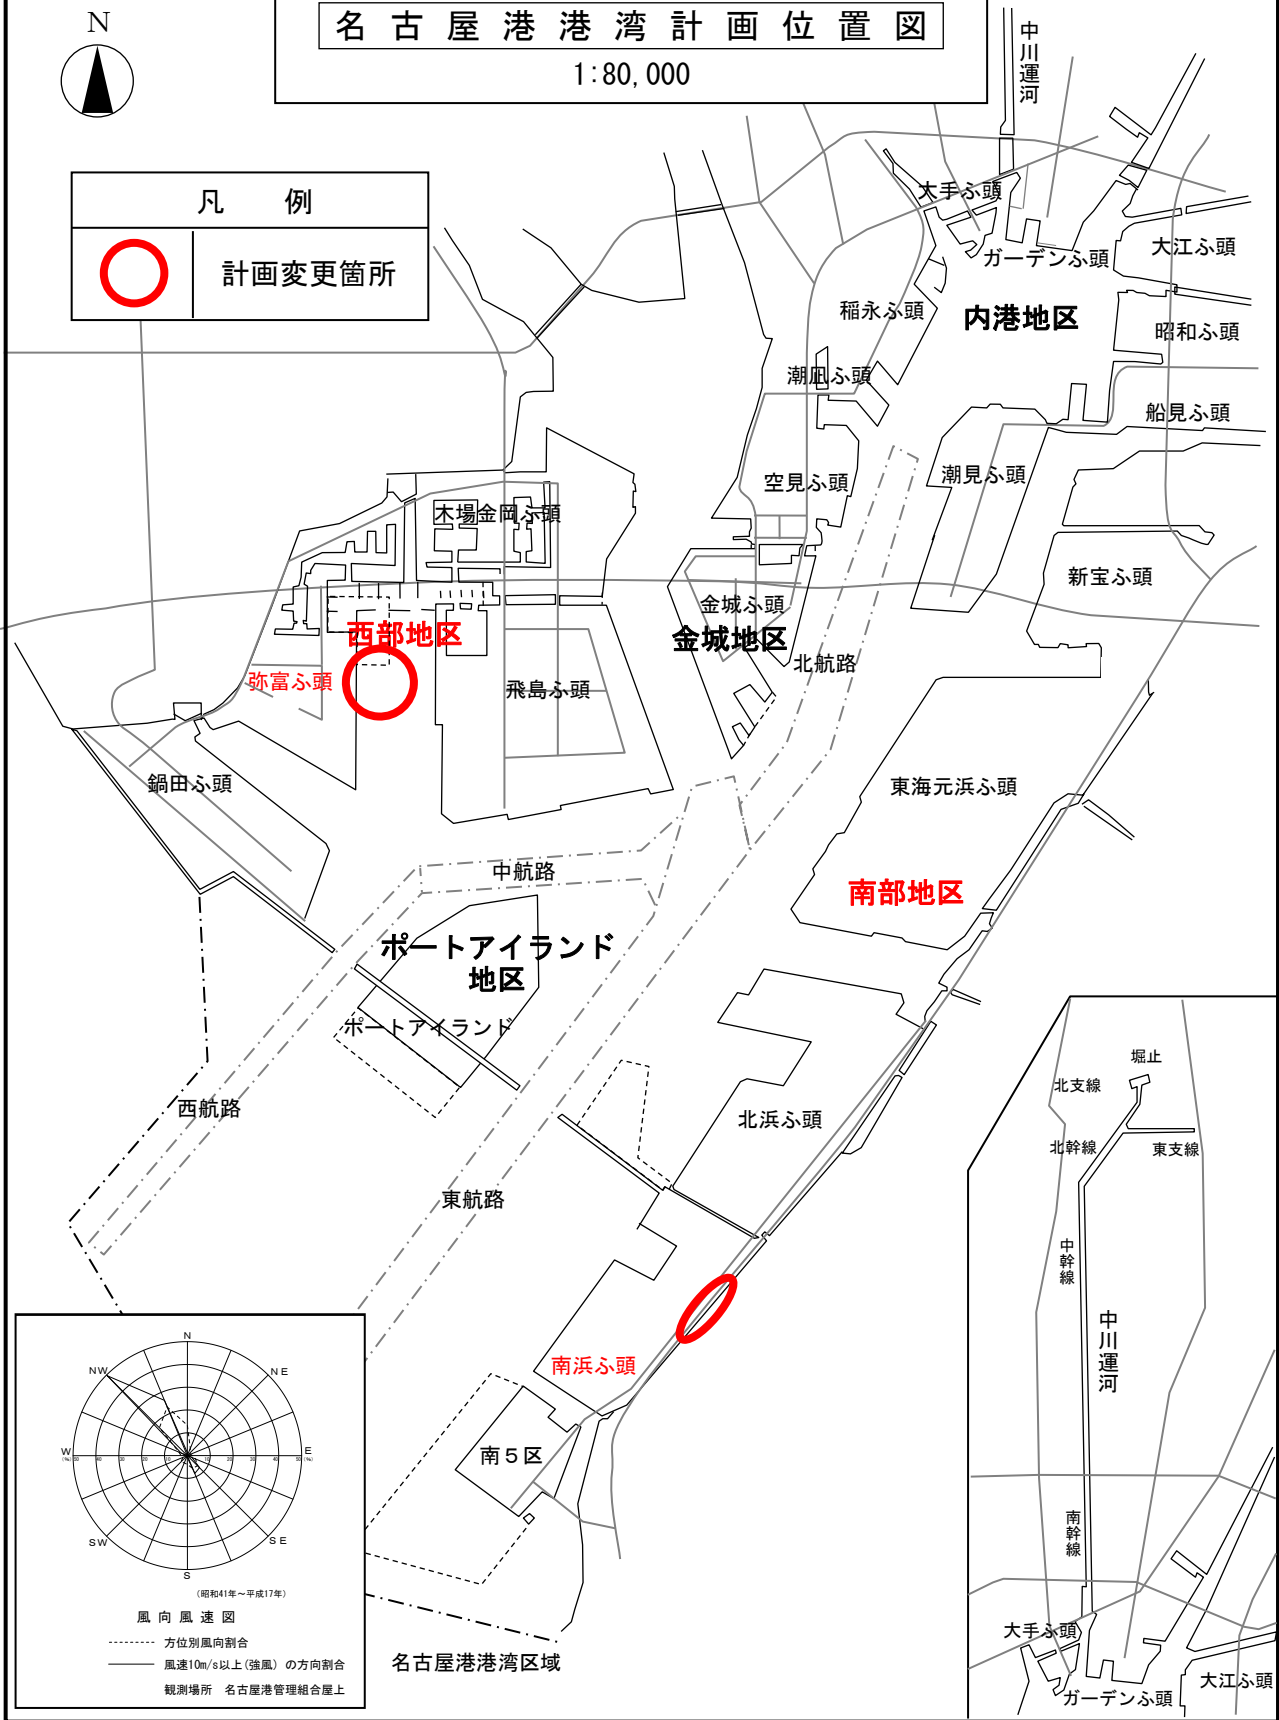 名古屋港港湾計画位置図
1:80,000
N
凡 例
計画変更箇所
中川運河
大手ふ頭
ガーデンふ頭
大江ふ頭
稲永ふ頭
内港地区
昭和ふ頭
潮凪ふ頭
船見ふ頭
空見ふ頭
潮見ふ頭
木場金岡ふ頭
新宝ふ頭
金城ふ頭
西部地区
金城地区
北航路
弥富ふ頭
飛島ふ頭
鍋田ふ頭
東海元浜ふ頭
中航路
南部地区
ポートアイランド
地区
ポートアイランド
西航路
北浜ふ頭
東航路
南浜ふ頭
南5区
名古屋港港湾区域
堀止
北支線
北幹線
東支線
中幹線
中川運河
南幹線
大手ふ頭
ガーデンふ頭
大江ふ頭
N
NW
NE
W
E
(%)
(%)
SW
SE
S
(昭和41年～平成17年)
風向風速図
方位別風向割合
風速10m/s以上(強風)の方向割合
観測場所 名古屋港管理組合屋上